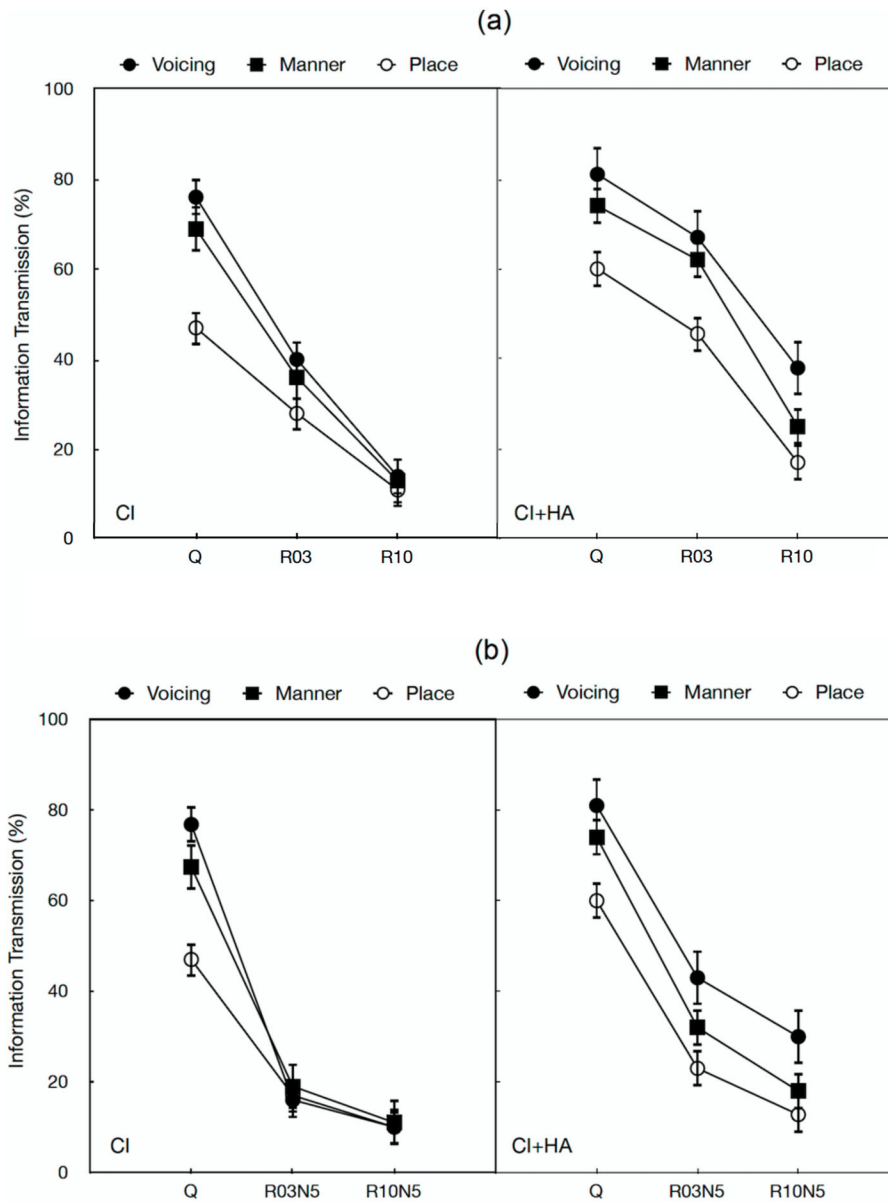 (a)
Voicing Manner Place Voicing Manner Place
100
80
60
40
20
0
Information Transmission (%)
CI CI+HA
Q R03 R10 Q R03 R10
(b)
Voicing Manner Place Voicing Manner Place
100
80
60
40
20
0
Information Transmission (%)
CI CI+HA
Q R03N5 R10N5 Q R03N5 R10N5